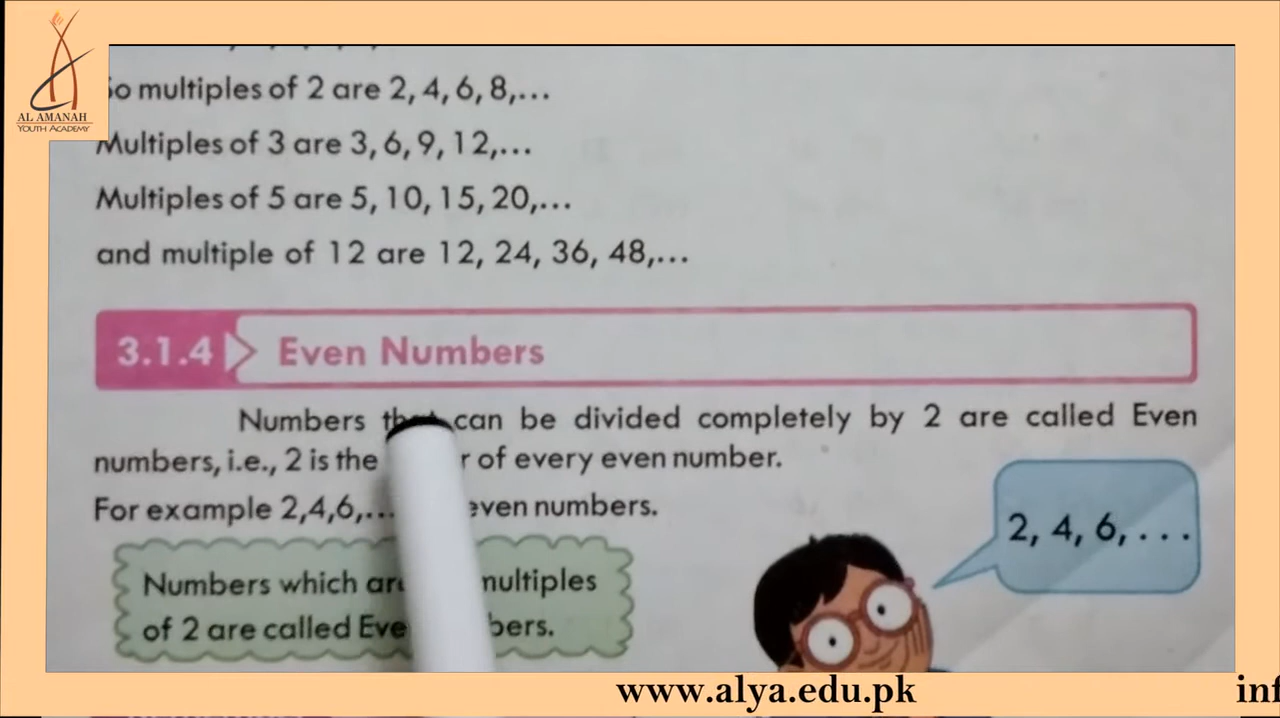 AL AMANAH
YOUTH ACADEMY
So multiples of 2 are 2, 4, 6, 8,...
Multiples of 3 are 3, 6, 9, 12,...
Multiples of 5 are 5, 10, 15, 20,...
and multiple of 12 are 12, 24, 36, 48,...
3.1.4 Even Numbers
Numbers that can be divided completely by 2 are called Even
numbers, i.e., 2 is the of every even number.
For example 2,4,6,... even numbers.
2, 4, 6, . . .
Numbers which are multiples
of 2 are called
www.alya.edu.pk